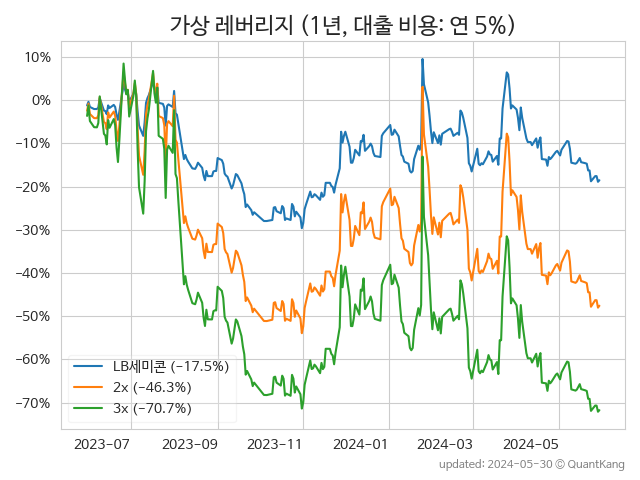 가상 레버리지 (1년, 대출 비용: 연 5%)
10%
0%
−10%
−20%
−30%
−40%
−50%
−60%
−70%
LB세미콘 (−17.5%)
2x (−46.3%)
3x (−70.7%)
2023-07 2023-09 2023-11 2024-01 2024-03 2024-05
updated: 2024-05-30 © QuantKang